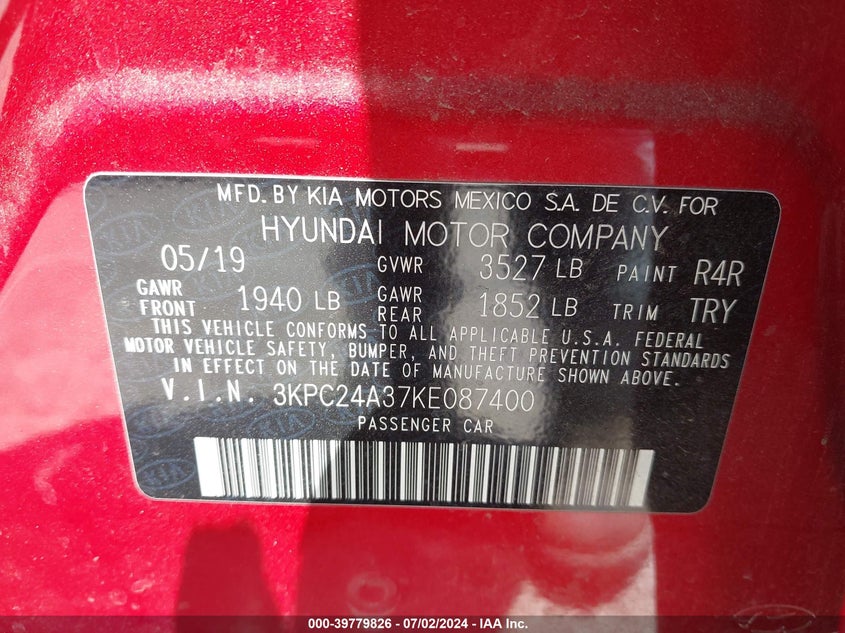 MFD. BY KIA MOTORS MEXICO S.A. DE C.V. FOR
HYUNDAI MOTOR COMPANY
05/19 GVWR 3527 LB PAINT R4R
GAWR FRONT 1940 LB GAWR REAR 1852 LB TRIM TRY
THIS VEHICLE CONFORMS TO ALL APPLICABLE U.S.A. FEDERAL
MOTOR VEHICLE SAFETY, BUMPER, AND THEFT PREVENTION STANDARDS
IN EFFECT ON THE DATE OF MANUFACTURE SHOWN ABOVE.
V.I.N. 3KPC24A37KE087400
PASSENGER CAR
000-39779826 - 07/02/2024 - IAA Inc.